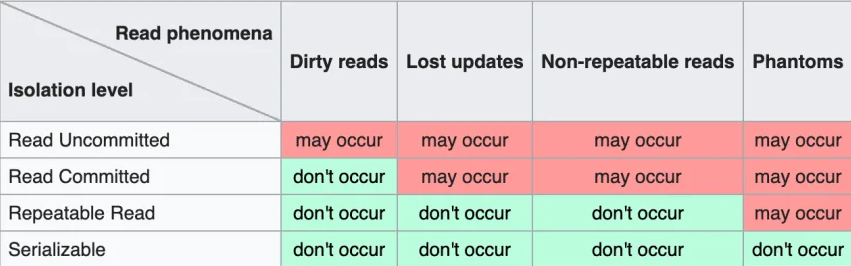 Read phenomena
Isolation level
Dirty reads Lost updates Non-repeatable reads Phantoms
Read Uncommitted may occur may occur may occur may occur
Read Committed don't occur may occur may occur may occur
Repeatable Read don't occur don't occur don't occur may occur
Serializable don't occur don't occur don't occur don't occur